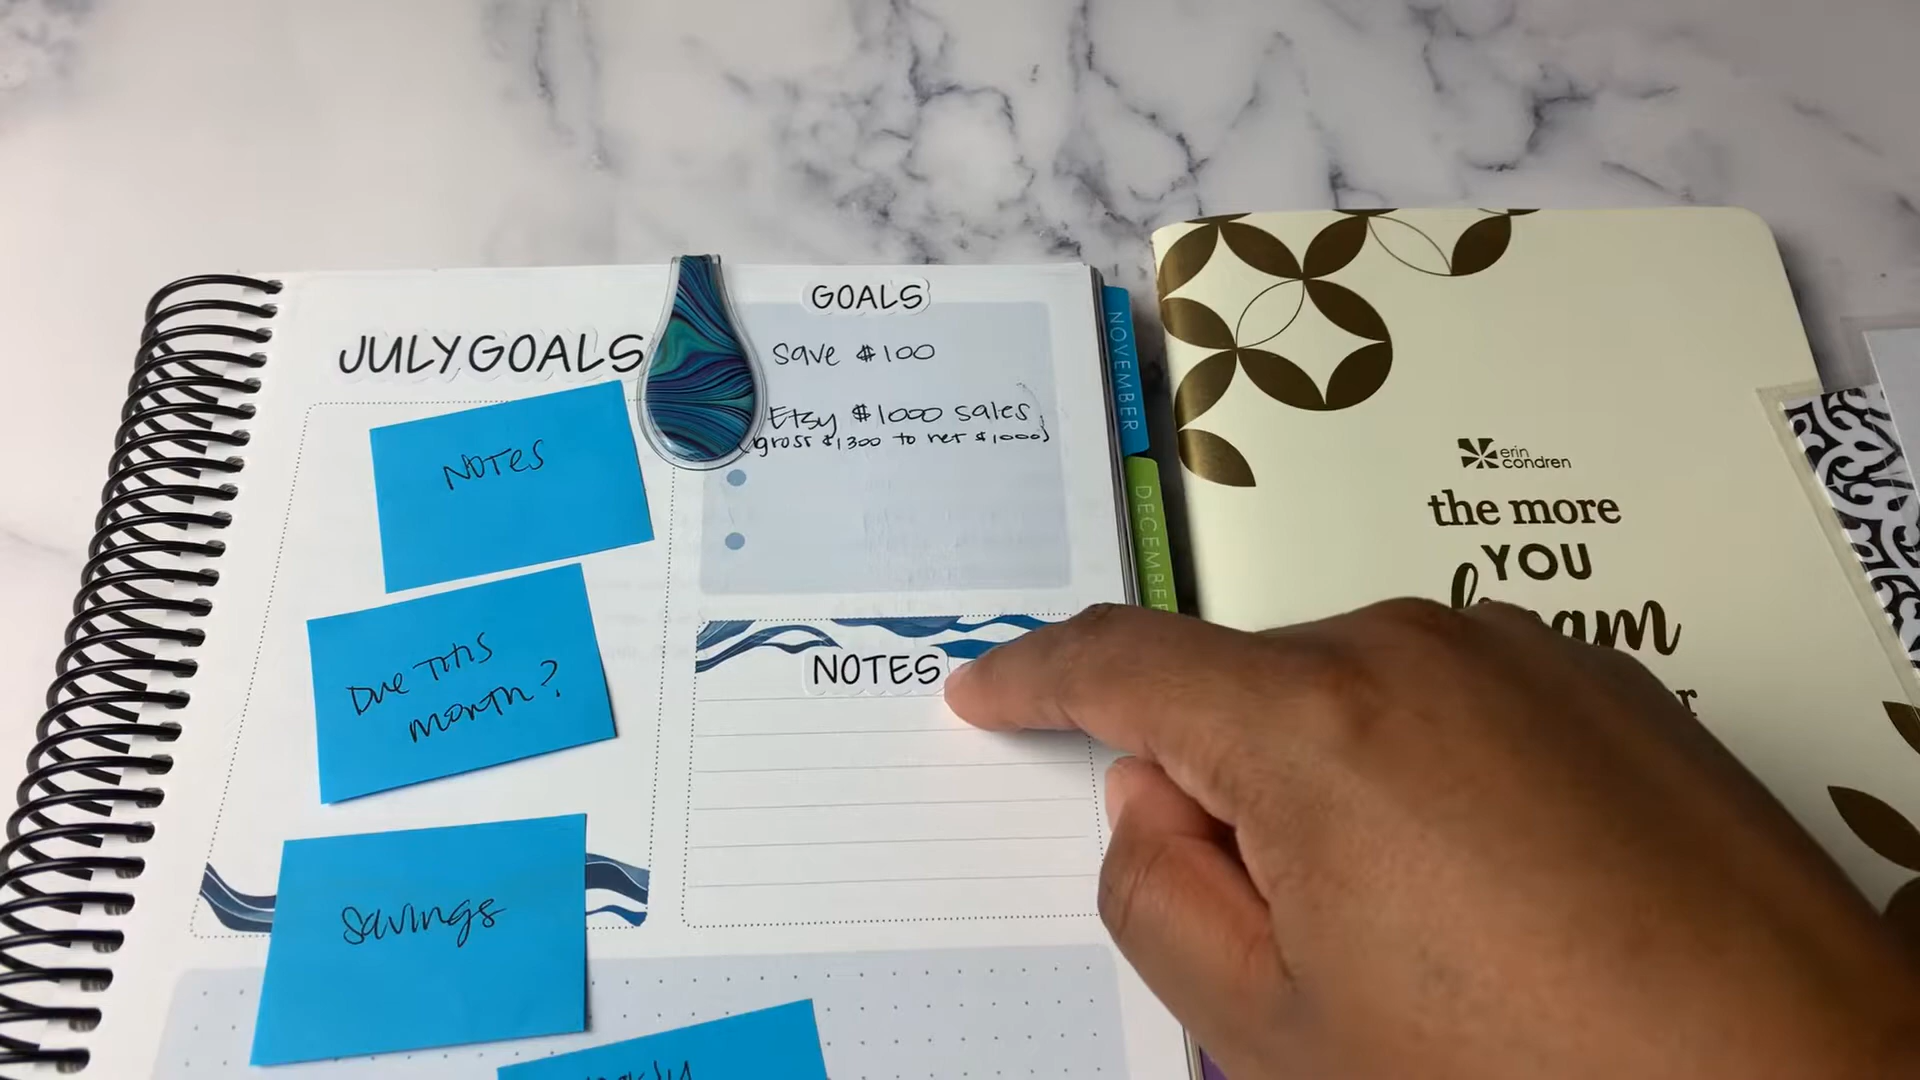 JULY GOALS
NOTES
DUE THIS
MONTH?
Savings
GOALS
Save $100
Etsy $1000 sales
(gross $1300 to net $1000)
NOTES
NOVEMBER
DECEMBER
erin
condren
the more
YOU